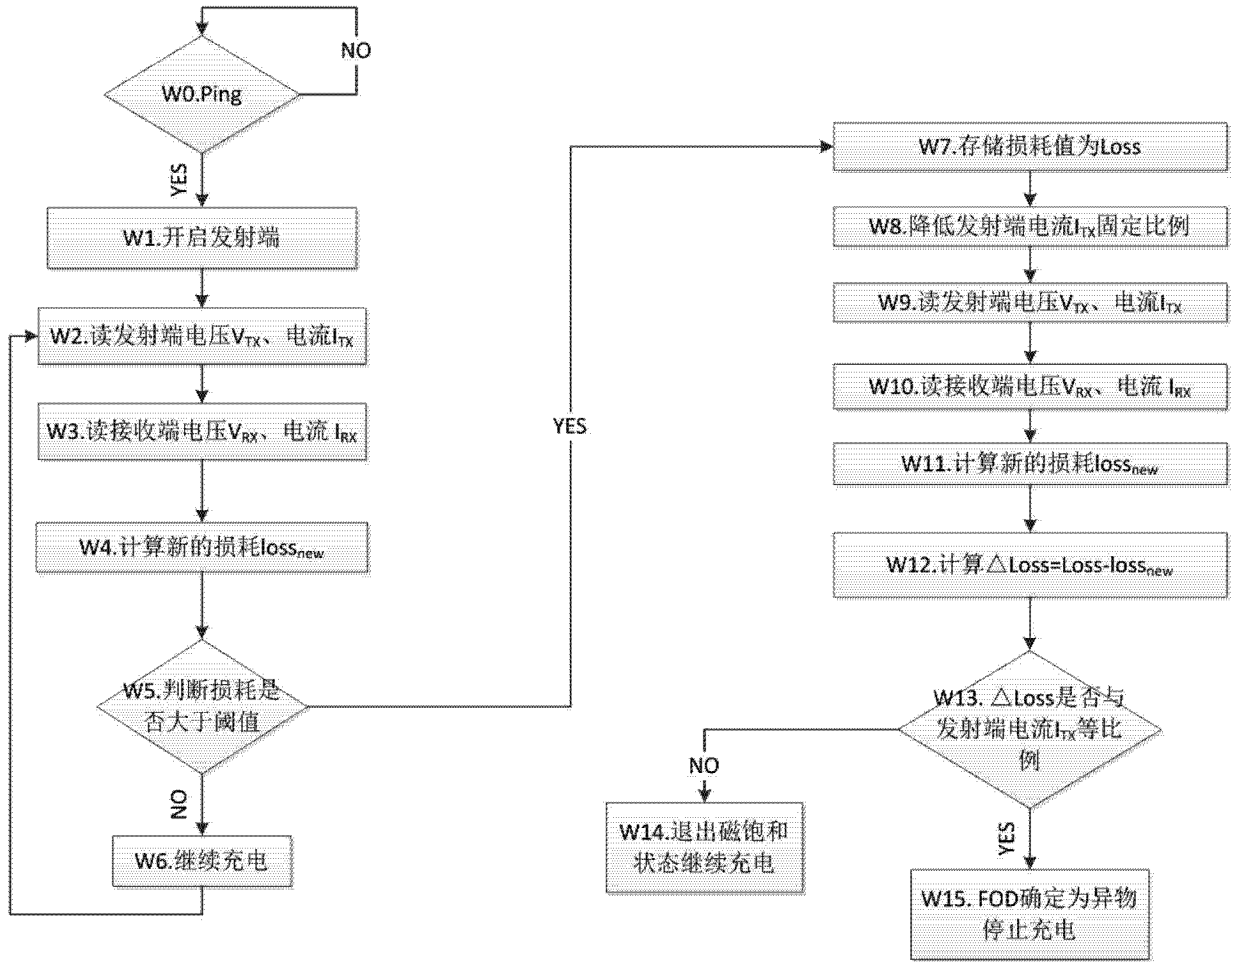 NO
W0.Ping
YES
W1.开启发射端
W2.读发射端电压VTX、电流ITX
W3.读接收端电压VRX、电流 IRX
W4.计算新的损耗lossnew
W5.判断损耗是
否大于阈值
NO
W6.继续充电
YES
W7.存储损耗值为Loss
W8.降低发射端电流ITX固定比例
W9.读发射端电压VTX、电流ITX
W10.读接收端电压VRX、电流 IRX
W11.计算新的损耗lossnew
W12.计算△Loss=Loss-lossnew
W13. △Loss是否与
发射端电流ITX等比
例
NO
W14.退出磁饱和
状态继续充电
YES
W15. FOD确定为异物
停止充电